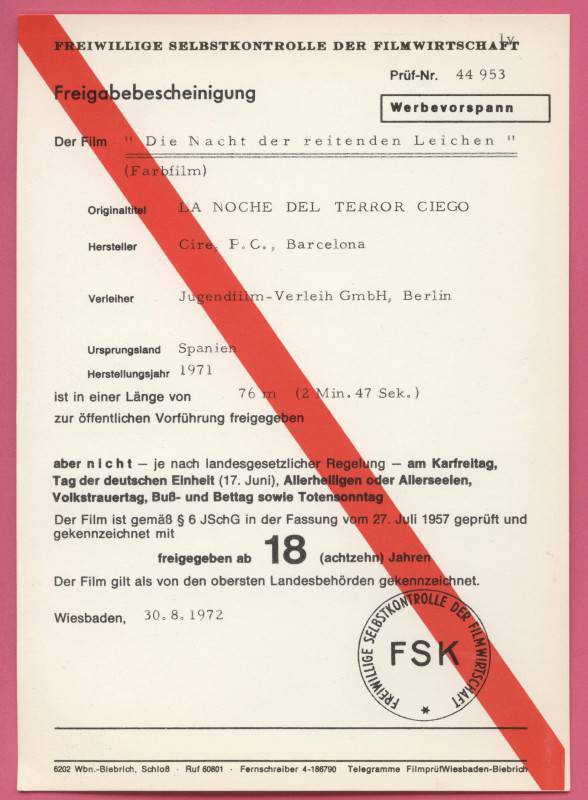 1v
FREIWILLIGE SELBSTKONTROLLE DER FILMWIRTSCHAFT
Prüf-Nr. 44 953
Freigabebescheinigung
Werbevorspann
Der Film " Die Nacht der reitenden Leichen "
(Farbfilm)
Originaltitel LA NOCHE DEL TERROR CIEGO
Hersteller Cire, P.C., Barcelona
Verleiher Jugendfilm-Verleih GmbH, Berlin
Ursprungsland Spanien
Herstellungsjahr 1971
ist in einer Länge von 76 m (2 Min. 47 Sek.)
zur öffentlichen Vorführung freigegeben
aber nicht – je nach landesgesetzlicher Regelung – am Karfreitag,
Tag der deutschen Einheit (17. Juni), Allerheiligen oder Allerseelen,
Volkstrauertag, Buß- und Bettag sowie Totensonntag
Der Film ist gemäß § 6 JSchG in der Fassung vom 27. Juli 1957 geprüft und
gekennzeichnet mit
freigegeben ab 18 (achtzehn) Jahren
Der Film gilt als von den obersten Landesbehörden gekennzeichnet.
Wiesbaden, 30.8.1972
FREIWILLIGE SELBSTKONTROLLE DER FILMWIRTSCHAFT
FSK
6202 Wbn.-Biebrich, Schloß · Ruf 60801 · Fernschreiber 4-186790 Telegramme FilmprüfWiesbaden-Biebrich